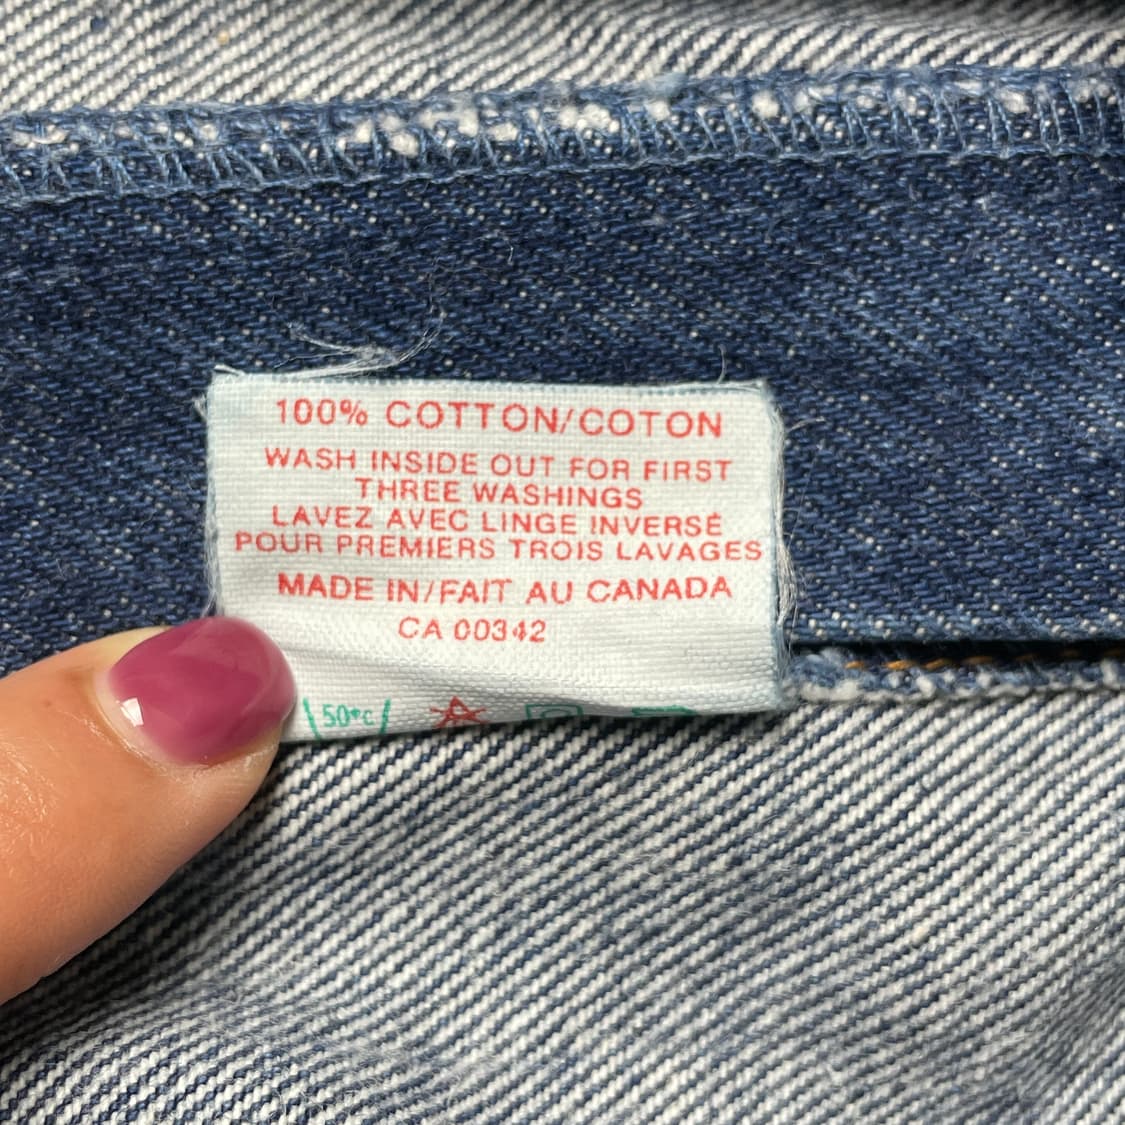 100% COTTON/COTON
WASH INSIDE OUT FOR FIRST
THREE WASHINGS
LAVEZ AVEC LINGE INVERSÉ
POUR PREMIERS TROIS LAVAGES
MADE IN/FAIT AU CANADA
CA 00342
50°C